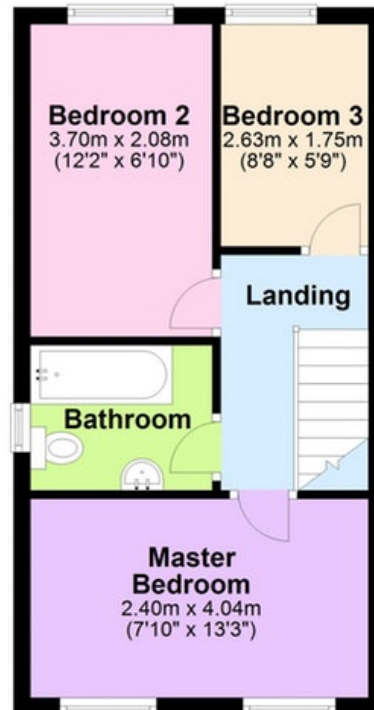 Bedroom 2
3.70m x 2.08m
(12'2" x 6'10")
Bedroom 3
2.63m x 1.75m
(8'8" x 5'9")
Landing
Bathroom
Master
Bedroom
2.40m x 4.04m
(7'10" x 13'3")